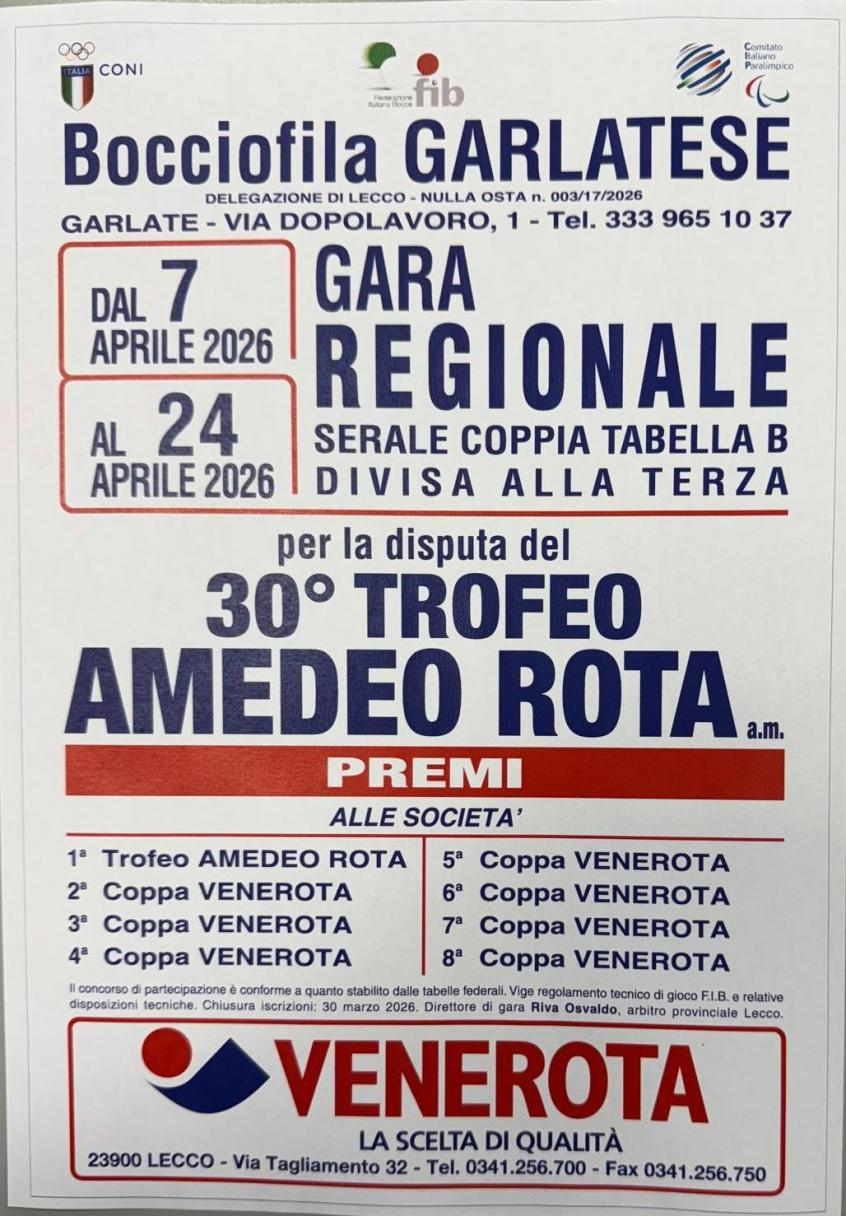 ITALIA
CONI
Federazione
Italiana Bocce
fib
Comitato
Italiano
Paralimpico
Bocciofila GARLATESE
DELEGAZIONE DI LECCO - NULLA OSTA n. 003/17/2026
GARLATE - VIA DOPOLAVORO, 1 - Tel. 333 965 10 37
DAL 7
APRILE 2026
AL 24
APRILE 2026
GARA
REGIONALE
SERALE COPPIA TABELLA B
DIVISA ALLA TERZA
per la disputa del
30° TROFEO
AMEDEO ROTA a.m.
PREMI
ALLE SOCIETA'
1ª Trofeo AMEDEO ROTA
2ª Coppa VENEROTA
3ª Coppa VENEROTA
4ª Coppa VENEROTA
5ª Coppa VENEROTA
6ª Coppa VENEROTA
7ª Coppa VENEROTA
8ª Coppa VENEROTA
Il concorso di partecipazione è conforme a quanto stabilito dalle tabelle federali. Vige regolamento tecnico di gioco F.I.B. e relative
disposizioni tecniche. Chiusura iscrizioni: 30 marzo 2026. Direttore di gara Riva Osvaldo, arbitro provinciale Lecco.
VENEROTA
LA SCELTA DI QUALITÀ
23900 LECCO - Via Tagliamento 32 - Tel. 0341.256.700 - Fax 0341.256.750